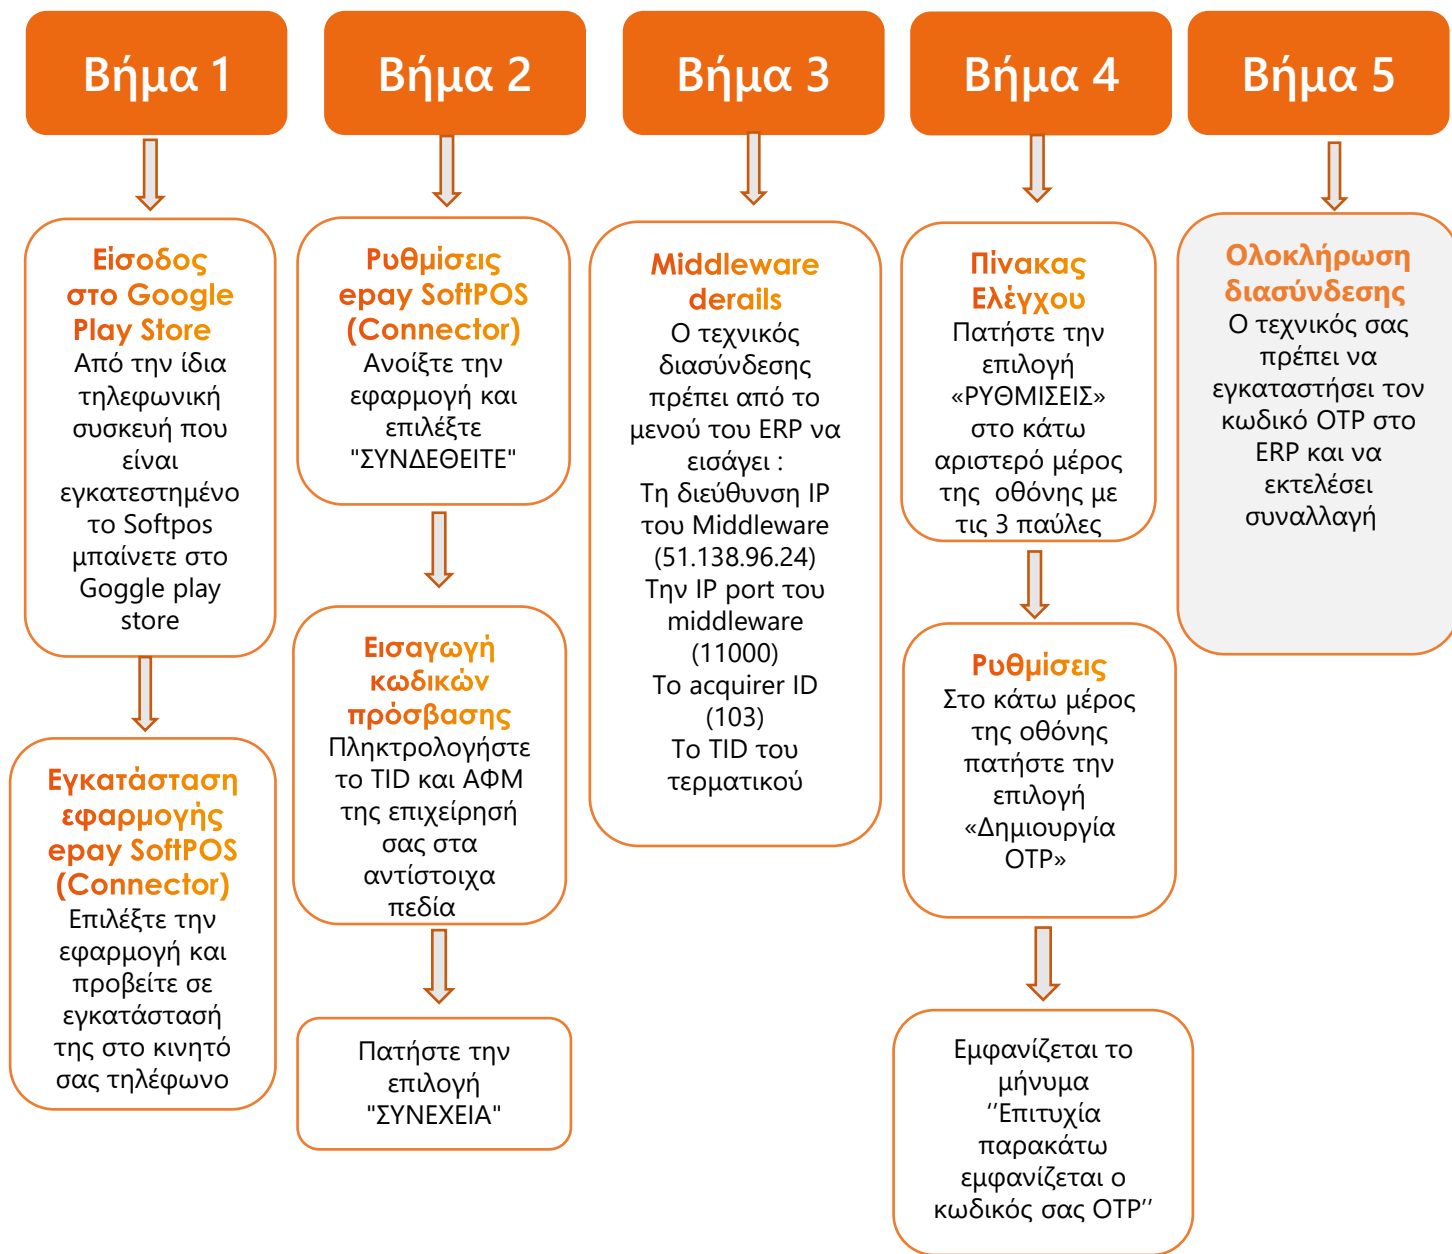 Βήμα 1
Είσοδος
στο Google
Play Store
Από την ίδια
τηλεφωνική
συσκευή που
είναι
εγκατεστημένο
το Softpos
μπαίνετε στο
Goggle play
store
Εγκατάσταση
εφαρμογής
epay SoftPOS
(Connector)
Επιλέξτε την
εφαρμογή και
προβείτε σε
εγκατάστασή
της στο κινητό
σας τηλέφωνο
Βήμα 2
Ρυθμίσεις
epay SoftPOS
(Connector)
Ανοίξτε την
εφαρμογή και
επιλέξτε
"ΣΥΝΔΕΘΕΙΤΕ"
Εισαγωγή
κωδικών
πρόσβασης
Πληκτρολογήστε
το TID και ΑΦΜ
της επιχείρησή
σας στα
αντίστοιχα
πεδία
Πατήστε την
επιλογή
"ΣΥΝΕΧΕΙΑ"
Βήμα 3
Middleware
derails
Ο τεχνικός
διασύνδεσης
πρέπει από το
μενού του ERP να
εισάγει :
Τη διεύθυνση IP
του Middleware
(51.138.96.24)
Την IP port του
middleware
(11000)
Το acquirer ID
(103)
Το TID του
τερματικού
Βήμα 4
Πίνακας
Ελέγχου
Πατήστε την
επιλογή
«ΡΥΘΜΙΣΕΙΣ»
στο κάτω
αριστερό μέρος
της οθόνης με
τις 3 παύλες
Ρυθμίσεις
Στο κάτω μέρος
της οθόνης
πατήστε την
επιλογή
«Δημιουργία
OTP»
Εμφανίζεται το
μήνυμα
''Επιτυχία
παρακάτω
εμφανίζεται ο
κωδικός σας OTP''
Βήμα 5
Ολοκλήρωση
διασύνδεσης
Ο τεχνικός σας
πρέπει να
εγκαταστήσει τον
κωδικό OTP στο
ERP και να
εκτελέσει
συναλλαγή